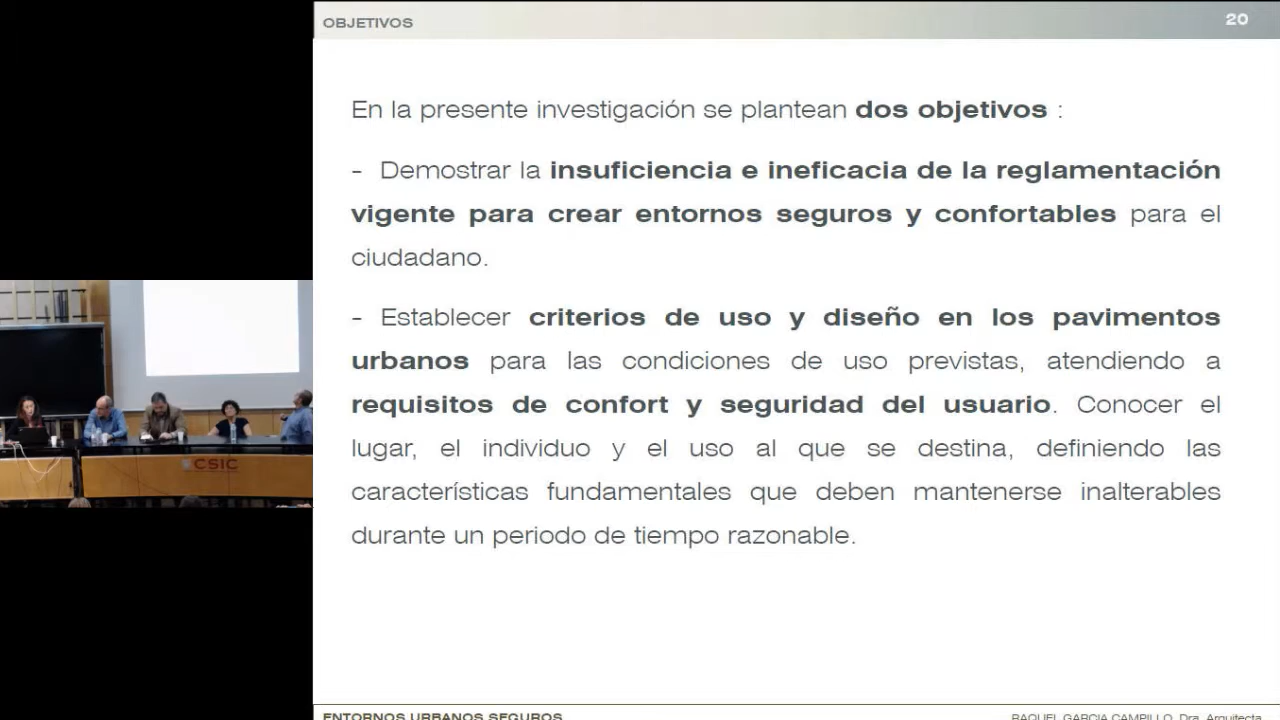 OBJETIVOS
20
En la presente investigación se plantean dos objetivos :
- Demostrar la insuficiencia e ineficacia de la reglamentación
vigente para crear entornos seguros y confortables para el
ciudadano.
- Establecer criterios de uso y diseño en los pavimentos
urbanos para las condiciones de uso previstas, atendiendo a
requisitos de confort y seguridad del usuario. Conocer el
lugar, el individuo y el uso al que se destina, definiendo las
características fundamentales que deben mantenerse inalterables
durante un periodo de tiempo razonable.
CSIC
ENTORNOS URBANOS SEGUROS
RAQUEL GARCIA CAMPILLO. Dra. Arquitecta